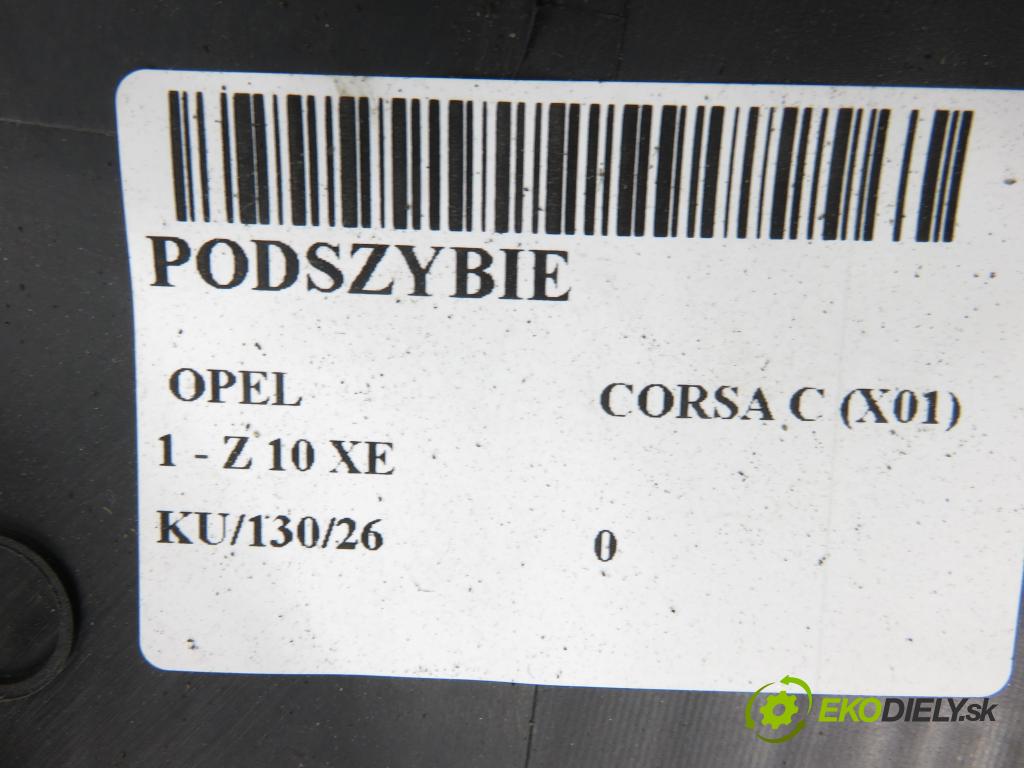 PODSZYBIE
OPEL CORSA C (X01)
1 - Z 10 XE
KU/130/26 0
EKODIELY.sk